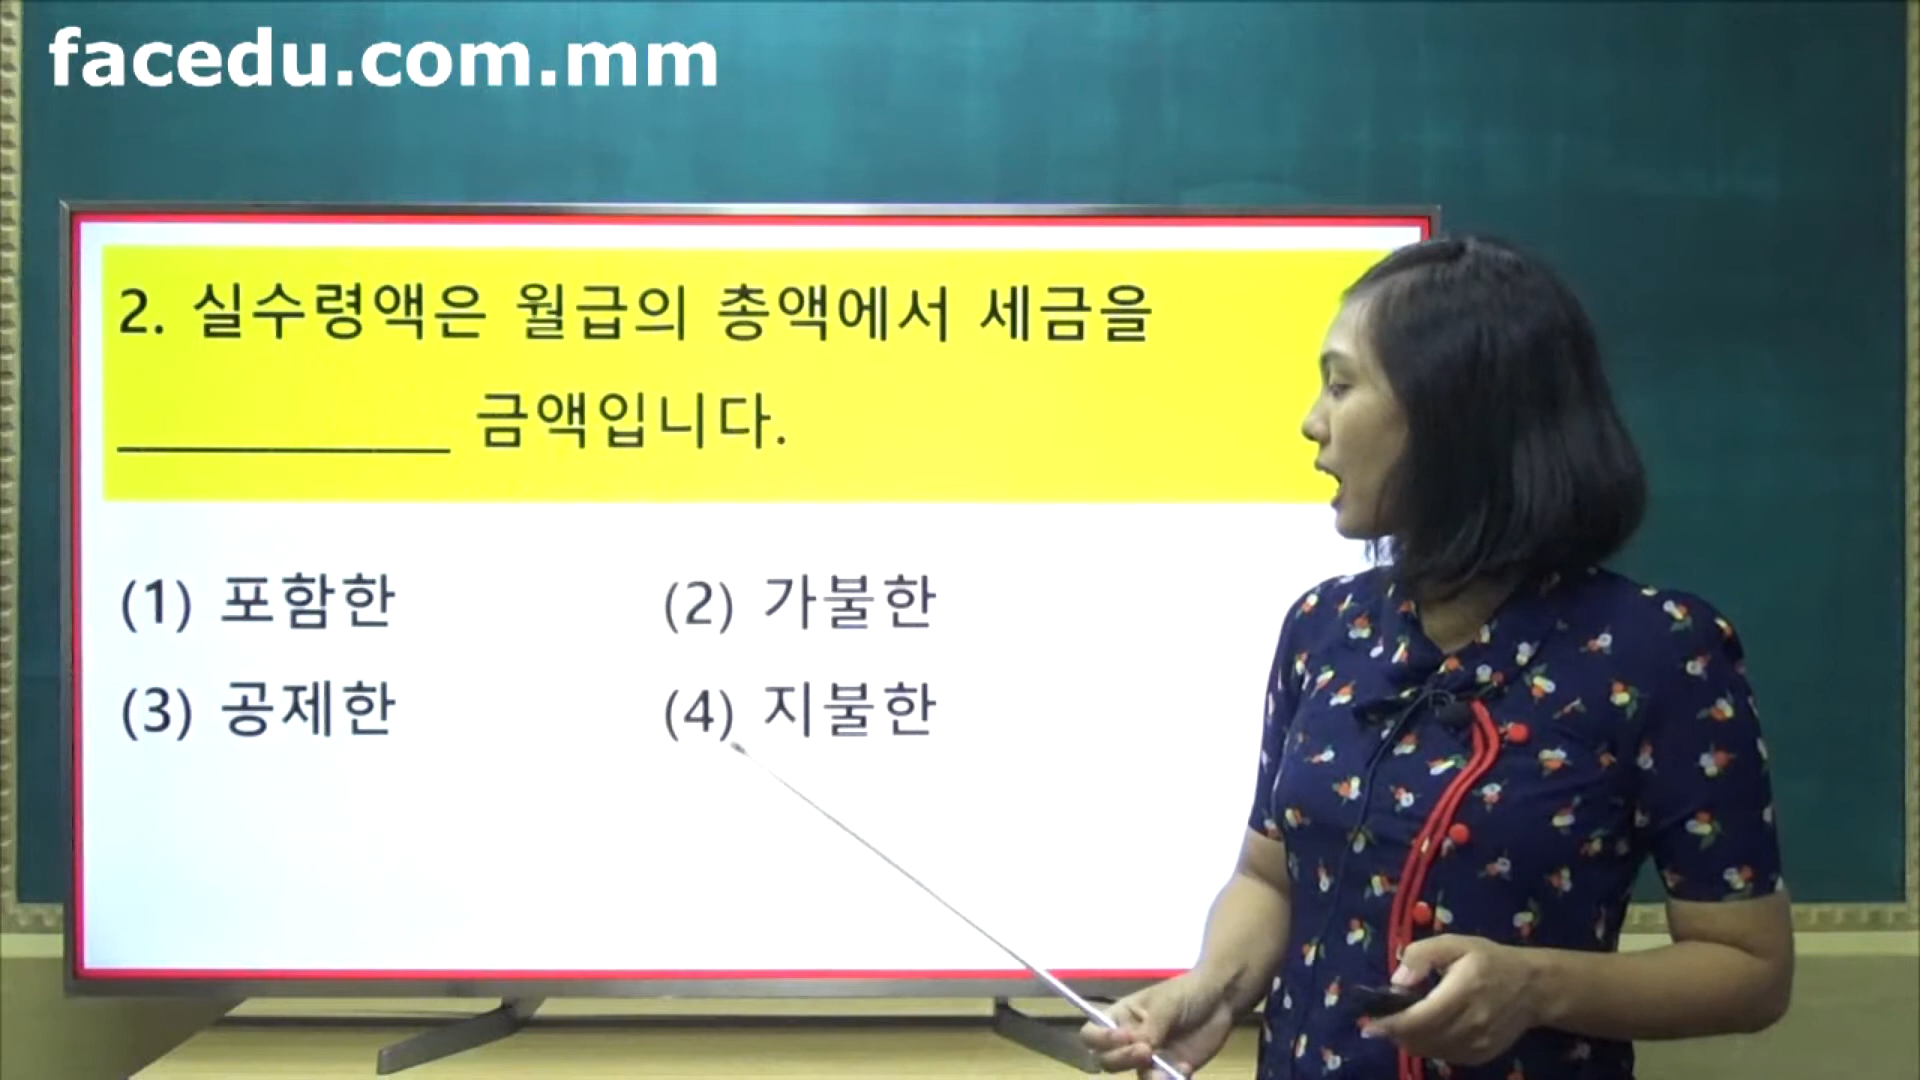 facedu.com.mm
2. 실수령액은 월급의 총액에서 세금을
__________ 금액입니다.
(1) 포함한 (2) 가불한
(3) 공제한 (4) 지불한